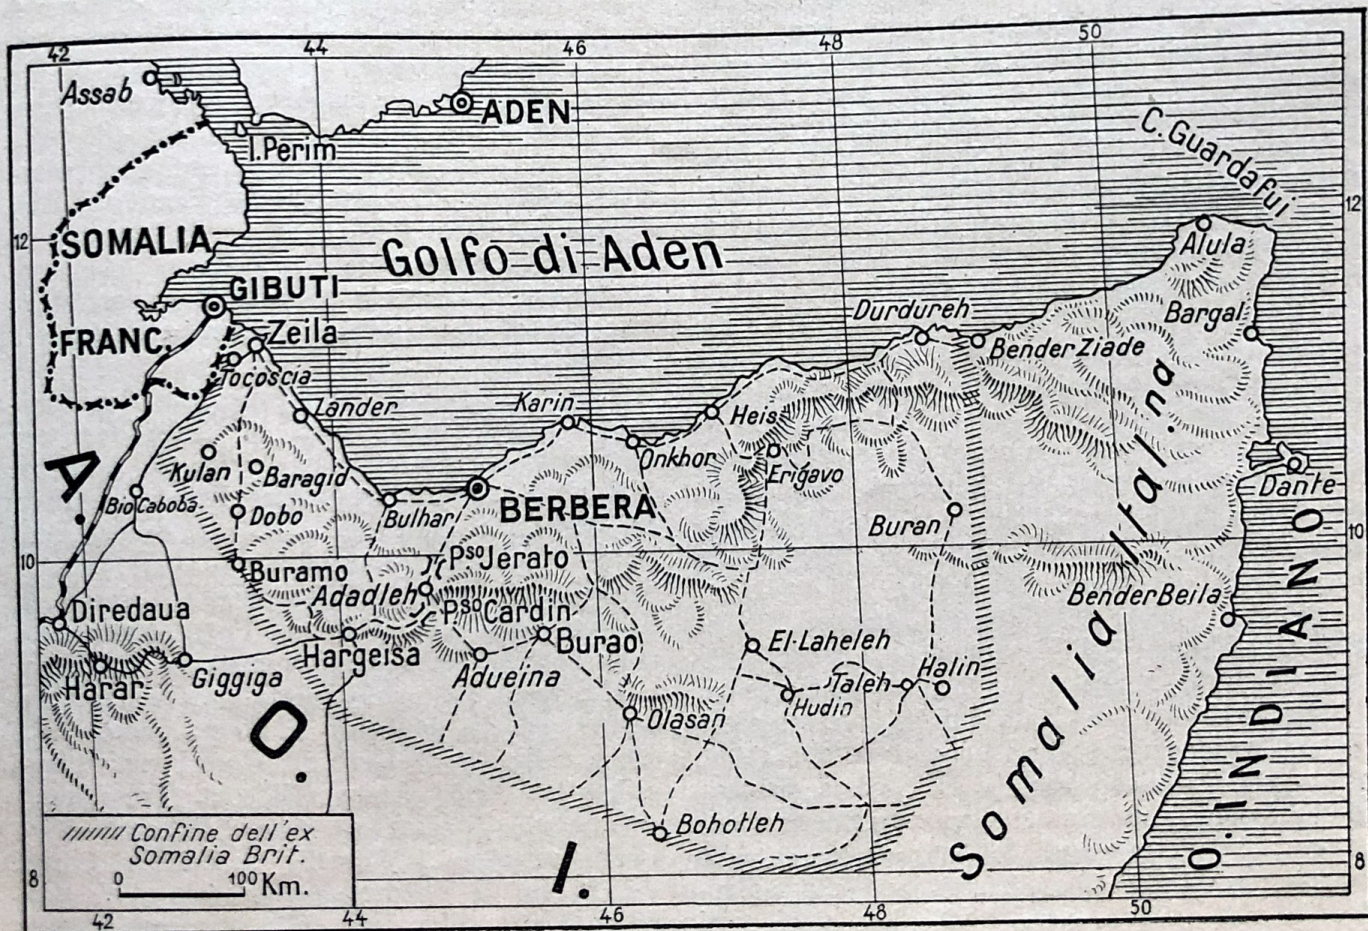 42
44
46
48
50
Assab
ADEN
I. Perim
C. Guardafui
12
12
SOMALIA
Golfo di Aden
Alula
GIBUTI
FRANC.
Zeila
Durdureh
Bargal
Bender Ziade
Tocoscia
Lander
Karin
Heis
Kulan
Baragid
Onkhor
Erigavo
Dante
A.
Bio Caboba
Dobo
Bulhar
BERBERA
Buran
10
10
Buramo
Pso Jerato
Adadleh
Pso Cardin
Bender Beila
Diredaua
Hargeisa
Burao
El-Laheleh
Harar
Giggiga
Adueina
Taleh
Halin
Hudin
Olasan
O.
Somalia Ital.na
O. INDIANO
Bohotleh
I.
Confine dell'ex
Somalia Brit.
0 100 Km.
8
8
42
44
46
48
50